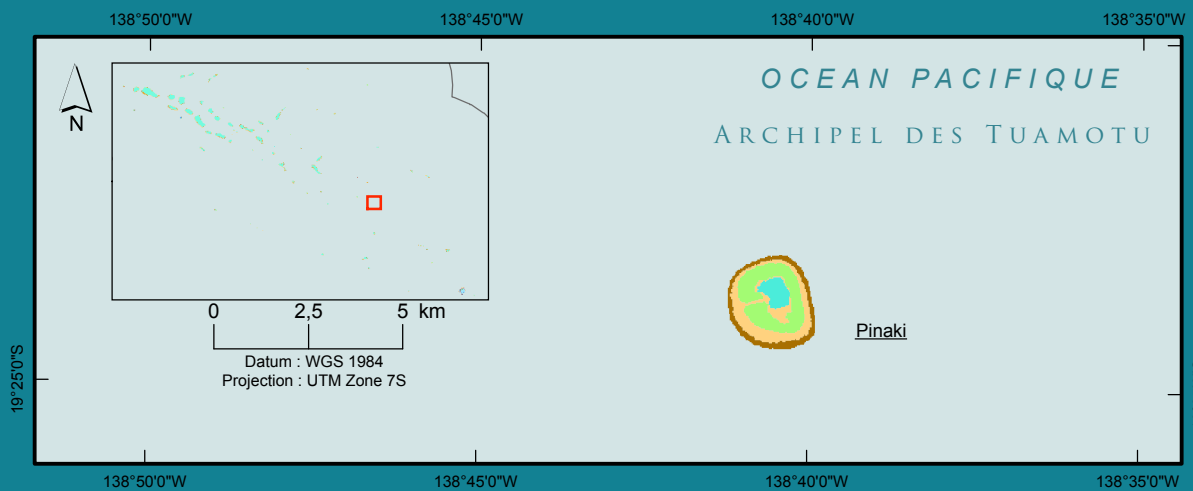 138°50'0"W 138°45'0"W 138°40'0"W 138°35'0"W
OCEAN PACIFIQUE
ARCHIPEL DES TUAMOTU
N
0 2,5 5 km
Datum : WGS 1984
Projection : UTM Zone 7S
Pinaki
19°25'0"S
138°50'0"W 138°45'0"W 138°40'0"W 138°35'0"W